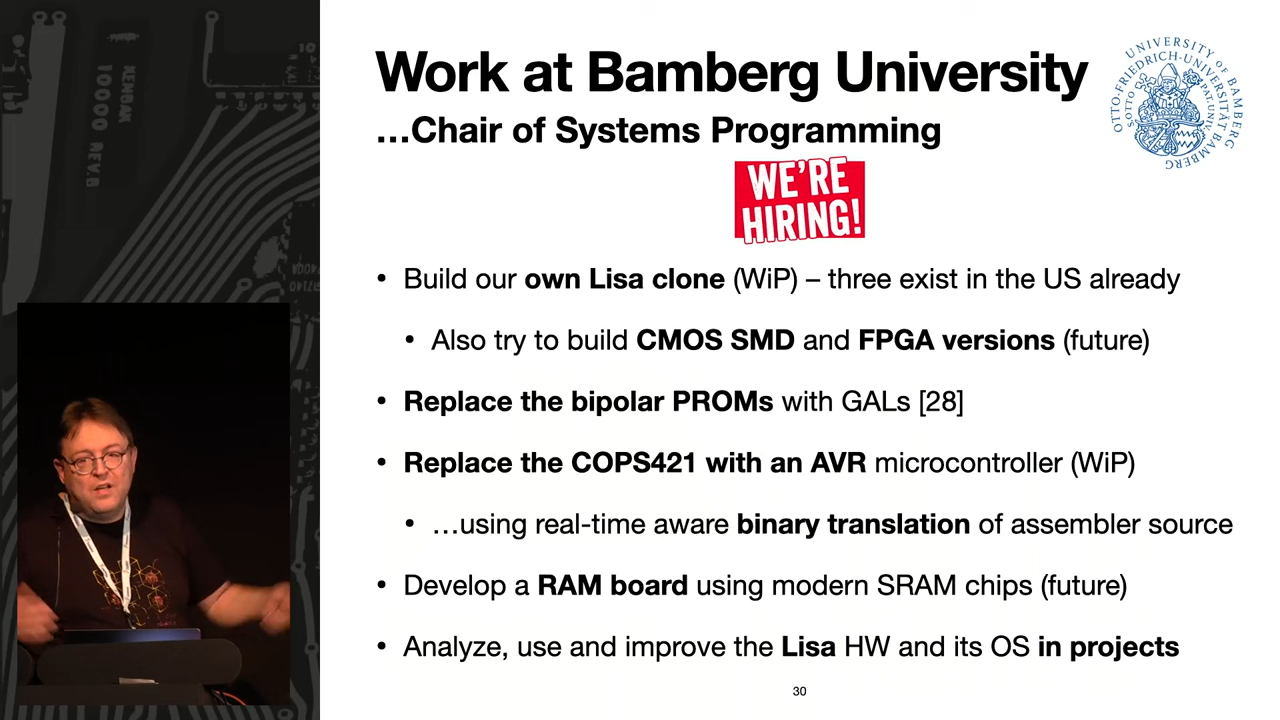 Work at Bamberg University
...Chair of Systems Programming
WE'RE
HIRING!
UNIVERSITY OF BAMBERG
OTTO-FRIEDRICH-UNIVERSITÄT BAMBERG
• Build our own Lisa clone (WiP) – three exist in the US already
• Also try to build CMOS SMD and FPGA versions (future)
• Replace the bipolar PROMs with GALs [28]
• Replace the COPS421 with an AVR microcontroller (WiP)
• …using real-time aware binary translation of assembler source
• Develop a RAM board using modern SRAM chips (future)
• Analyze, use and improve the Lisa HW and its OS in projects
30
10000 REV.B